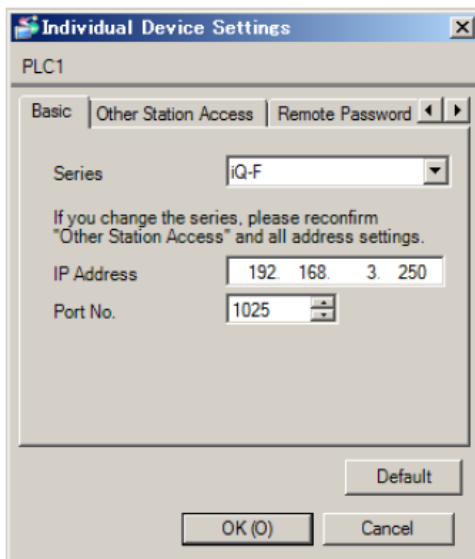 Individual Device Settings
PLC1
Basic
Other Station Access
Remote Password
Series
iQ-F
If you change the series, please reconfirm
"Other Station Access" and all address settings.
IP Address
192. 168. 3. 250
Port No.
1025
Default
OK (O)
Cancel